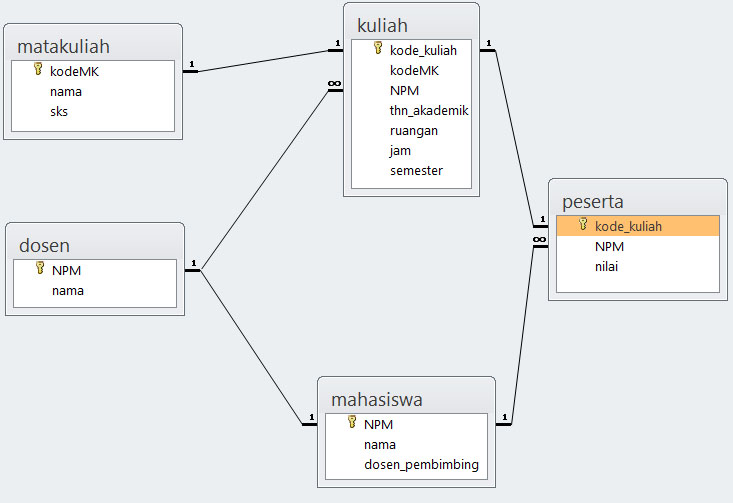 matakuliah
kodeMK
nama
sks
kuliah
kode_kuliah
kodeMK
NPM
thn_akademik
ruangan
jam
semester
dosen
NPM
nama
peserta
kode_kuliah
NPM
nilai
mahasiswa
NPM
nama
dosen_pembimbing
1
1
∞
1
1
∞
1
1
1